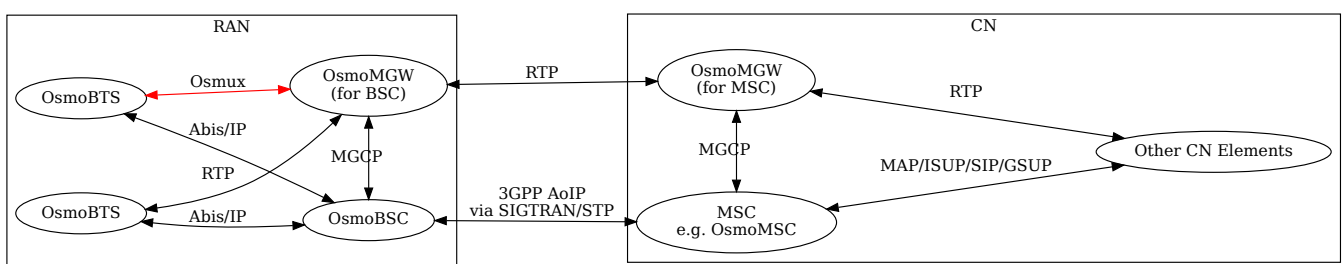 RAN
CN
OsmoBTS
Osmux
OsmoMGW
(for BSC)
RTP
OsmoMGW
(for MSC)
RTP
Abis/IP
MGCP
RTP
MGCP
Other CN Elements
MAP/ISUP/SIP/GSUP
OsmoBTS
Abis/IP
OsmoBSC
3GPP AoIP
via SIGTRAN/STP
MSC
e.g. OsmoMSC